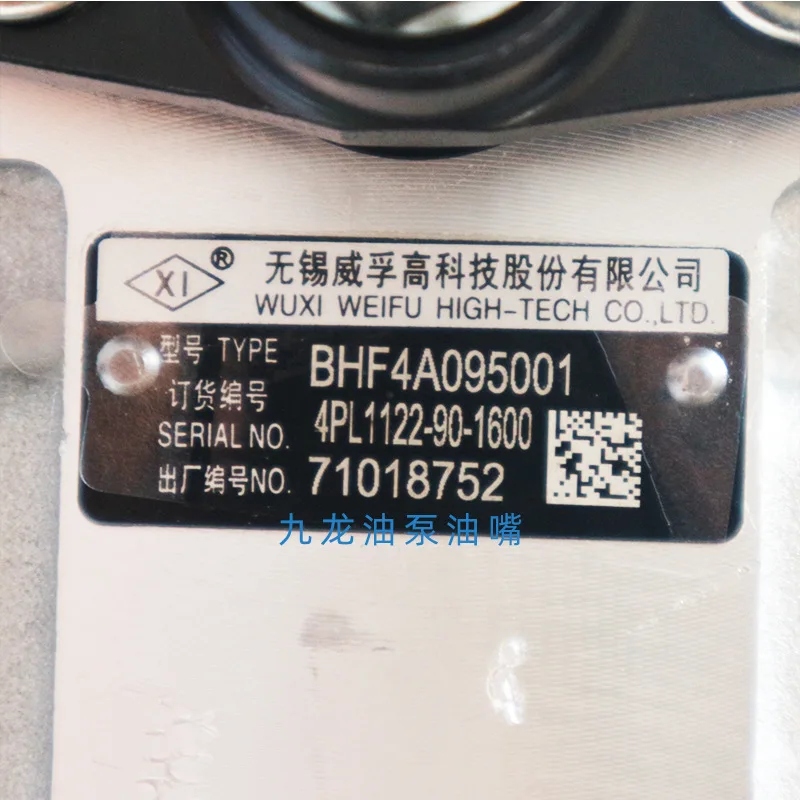 XI ®
无锡威孚高科技股份有限公司
WUXI WEIFU HIGH-TECH CO.,LTD.
型号 TYPE BHF4A095001
订货编号
SERIAL NO. 4PL1122-90-1600
出厂编号NO. 71018752
九龙油泵油嘴